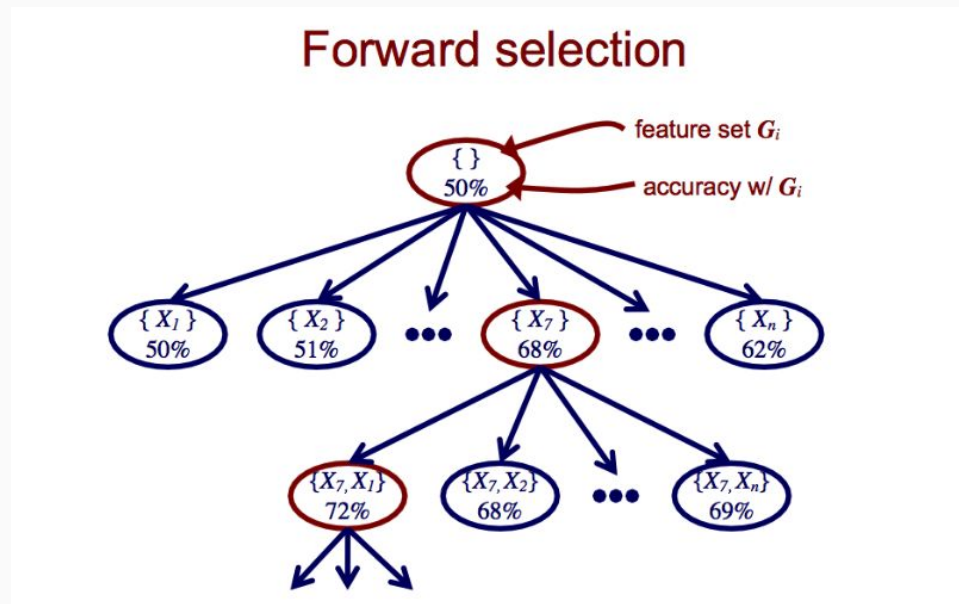 Forward selection
feature set Gi
{ }
50%
accuracy w/ Gi
{ X1 }
50%
{ X2 }
51%
●●●
{ X7 }
68%
●●●
{ Xn }
62%
{X7, X1}
72%
{X7, X2}
68%
●●●
{X7, Xn}
69%